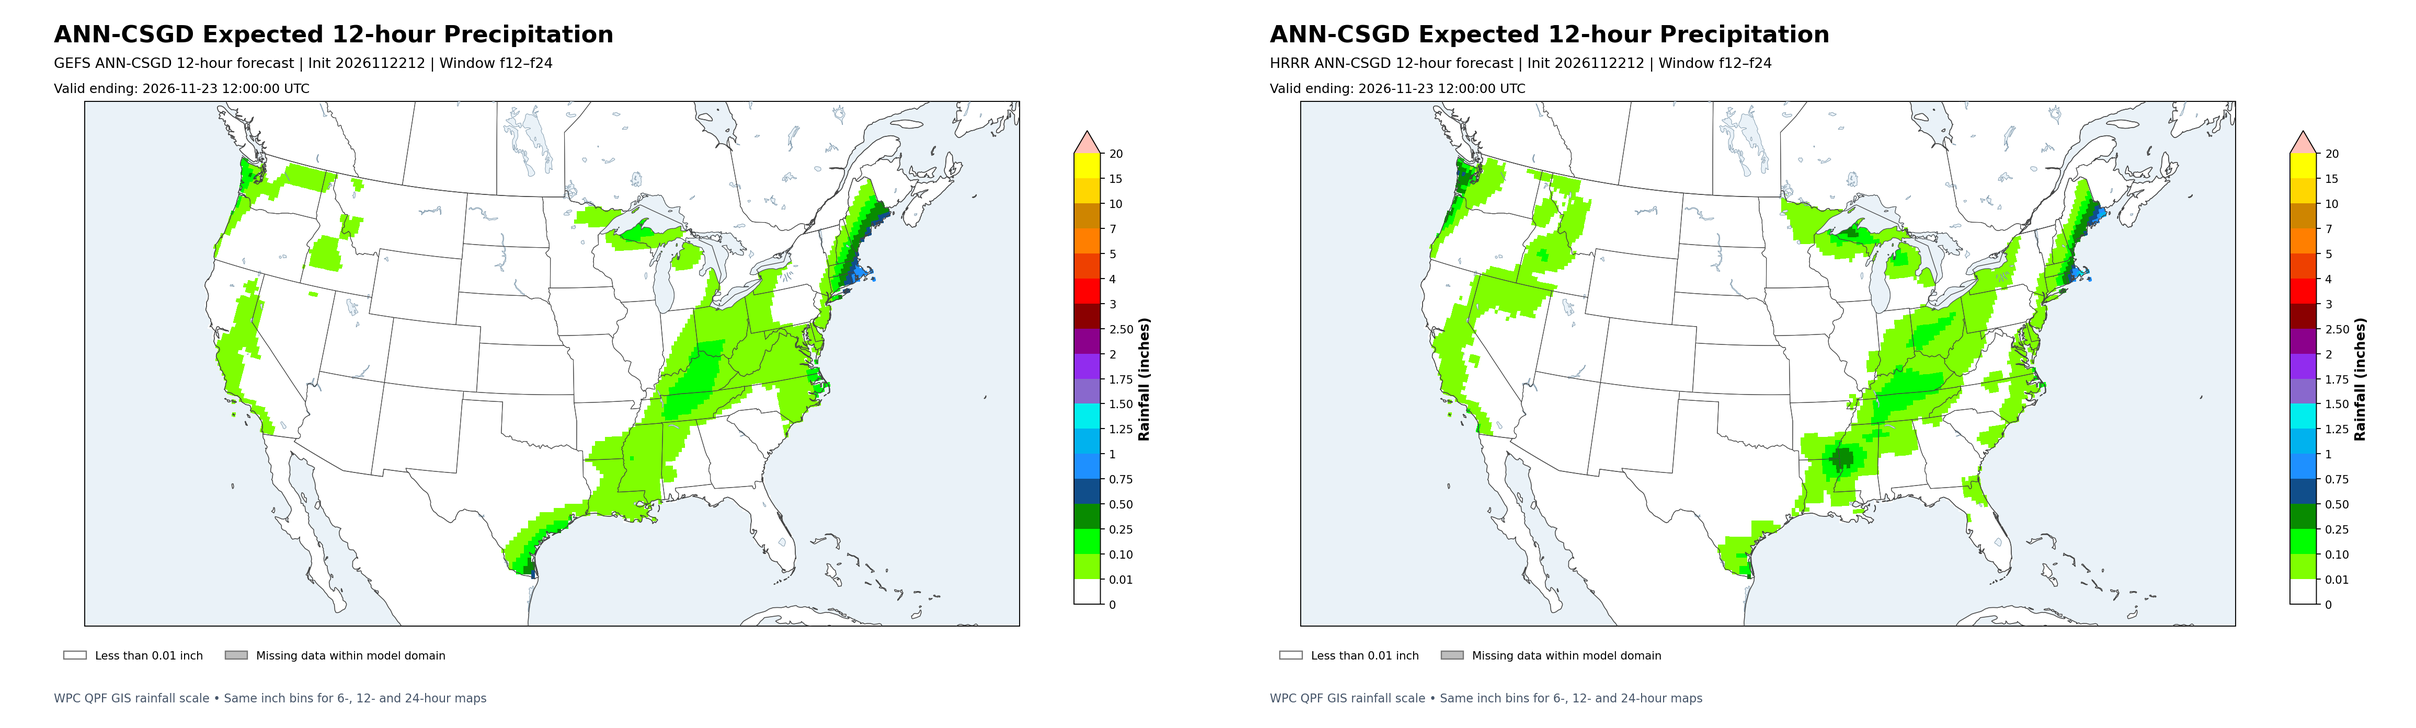 ANN-CSGD Expected 12-hour Precipitation
GEFS ANN-CSGD 12-hour forecast | Init 2026112212 | Window f12–f24
Valid ending: 2026-11-23 12:00:00 UTC
20
15
10
7
5
4
3
2.50
2
1.75
1.50
1.25
1
0.75
0.50
0.25
0.10
0.01
0
Rainfall (inches)
Less than 0.01 inch
Missing data within model domain
WPC QPF GIS rainfall scale • Same inch bins for 6-, 12- and 24-hour maps
ANN-CSGD Expected 12-hour Precipitation
HRRR ANN-CSGD 12-hour forecast | Init 2026112212 | Window f12–f24
Valid ending: 2026-11-23 12:00:00 UTC
20
15
10
7
5
4
3
2.50
2
1.75
1.50
1.25
1
0.75
0.50
0.25
0.10
0.01
0
Rainfall (inches)
Less than 0.01 inch
Missing data within model domain
WPC QPF GIS rainfall scale • Same inch bins for 6-, 12- and 24-hour maps